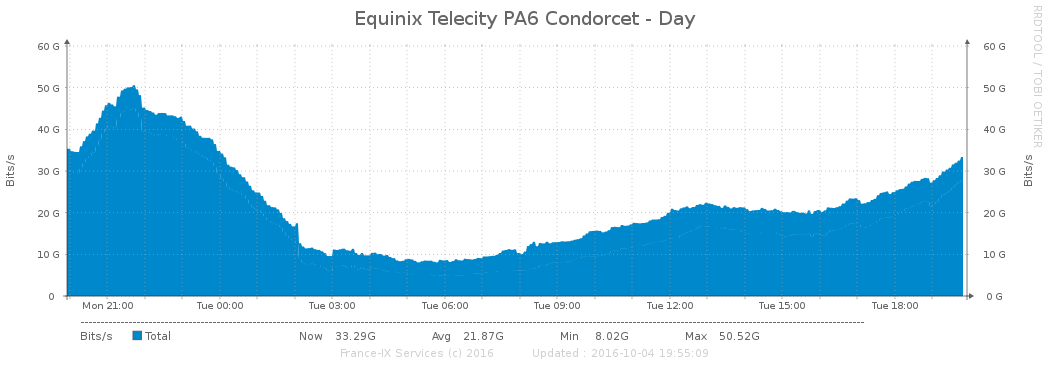 Equinix Telecity PA6 Condorcet - Day
RRDTOOL / TOBI OETIKER
Bits/s
60 G
50 G
40 G
30 G
20 G
10 G
0
60 G
50 G
40 G
30 G
20 G
10 G
0 G
Bits/s
Mon 21:00 Tue 00:00 Tue 03:00 Tue 06:00 Tue 09:00 Tue 12:00 Tue 15:00 Tue 18:00
Bits/s Total Now 33.29G Avg 21.87G Min 8.02G Max 50.52G
France-IX Services (c) 2016 Updated : 2016-10-04 19:55:09